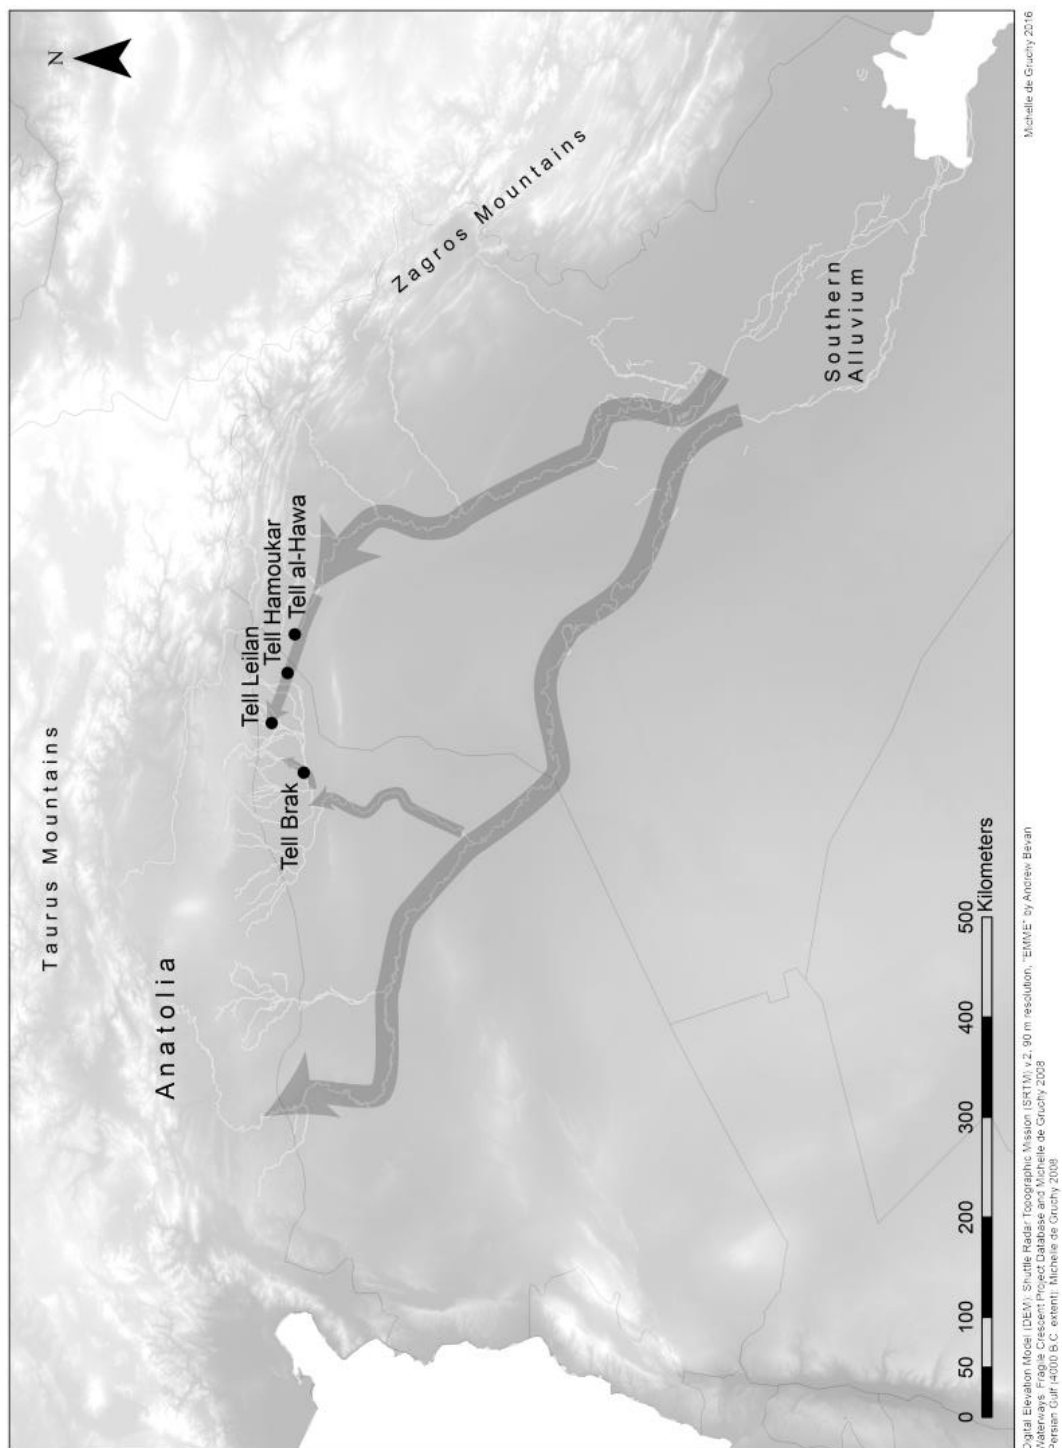 N
Taurus Mountains
Anatolia
Zagros Mountains
Tell Leilan
Tell Hamoukar
Tell al-Hawa
Tell Brak
Southern
Alluvium
0 50 100 200 300 400 500
Kilometers
Digital Elevation Model (DEM): Shuttle Radar Topographic Mission (SRTM) v.2, 90 m resolution, "EMME" by Andrew Bevan
Waterways: Fragile Crescent Project Database and Michelle de Gruchy 2008
Persian Gulf (4000 B.C. extent): Michelle de Gruchy 2008
Michelle de Gruchy 2016